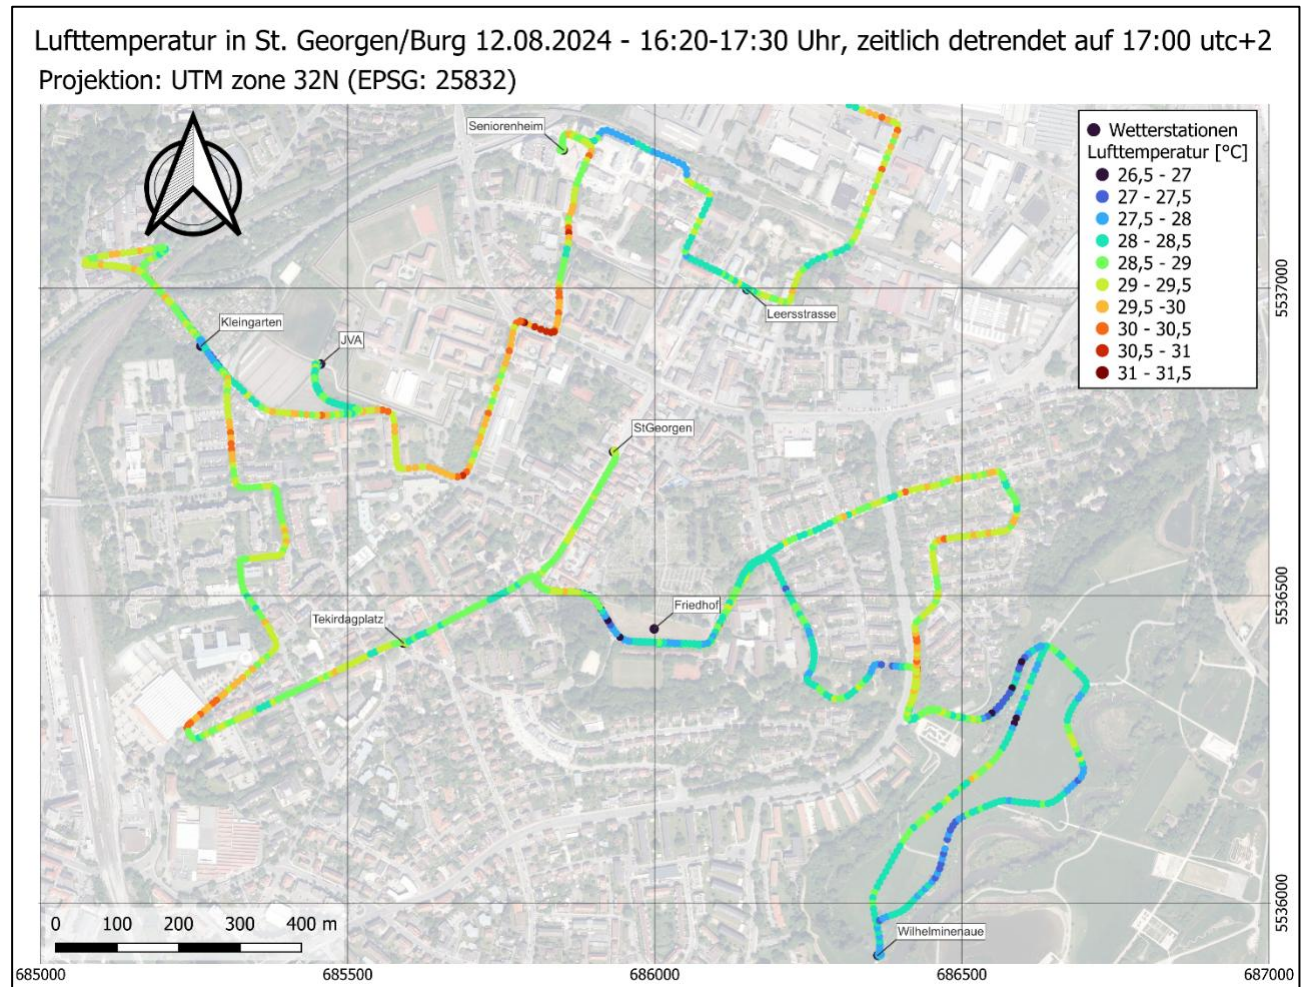 Lufttemperatur in St. Georgen/Burg 12.08.2024 - 16:20-17:30 Uhr, zeitlich detrendet auf 17:00 utc+2
Projektion: UTM zone 32N (EPSG: 25832)
Seniorenheim
Wetterstationen
Lufttemperatur [°C]
26,5 - 27
27 - 27,5
27,5 - 28
28 - 28,5
28,5 - 29
29 - 29,5
29,5 -30
30 - 30,5
30,5 - 31
31 - 31,5
5537000
Leersstrasse
Kleingarten
JVA
StGeorgen
5536500
Friedhof
Tekirdagplatz
5536000
Wilhelminenaue
0 100 200 300 400 m
685000 685500 686000 686500 687000